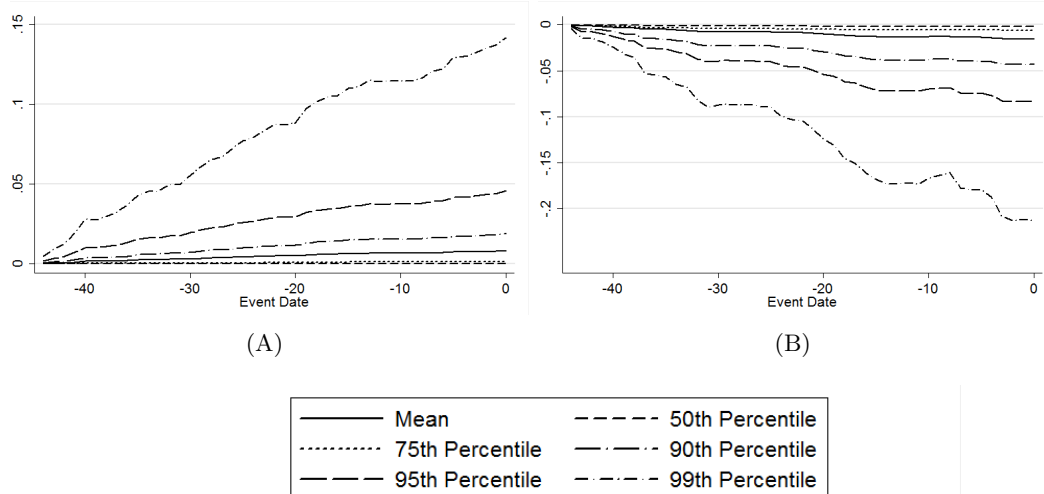 .15
.1
.05
0
-40 -30 -20 -10 0
Event Date
(A)
0
-.05
-.1
-.15
-.2
-40 -30 -20 -10 0
Event Date
(B)
Mean 50th Percentile
75th Percentile 90th Percentile
95th Percentile 99th Percentile